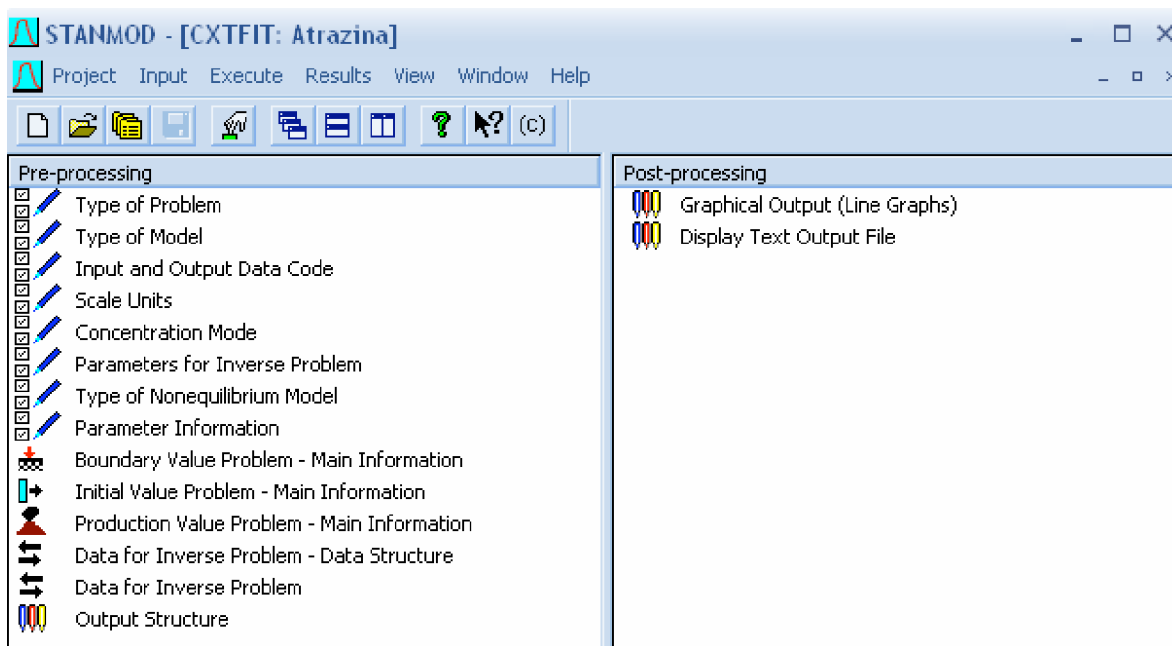 STANMOD - [CXTFIT: Atrazina]
Project Input Execute Results View Window Help
(C)
Pre-processing
Type of Problem
Type of Model
Input and Output Data Code
Scale Units
Concentration Mode
Parameters for Inverse Problem
Type of Nonequilibrium Model
Parameter Information
Boundary Value Problem - Main Information
Initial Value Problem - Main Information
Production Value Problem - Main Information
Data for Inverse Problem - Data Structure
Data for Inverse Problem
Output Structure
Post-processing
Graphical Output (Line Graphs)
Display Text Output File